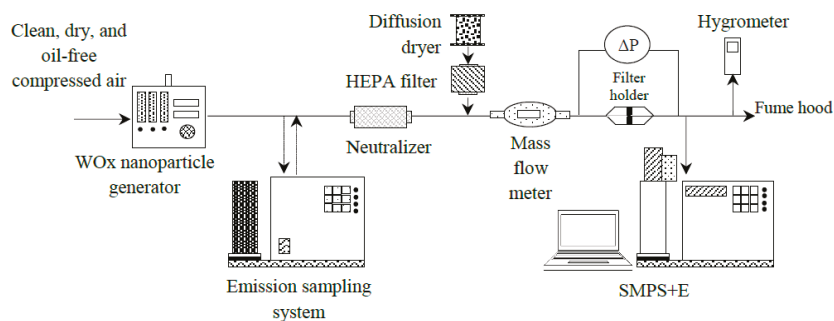 Clean, dry, and
oil-free
compressed air
WOx nanoparticle
generator
Emission sampling
system
Neutralizer
Diffusion
dryer
HEPA filter
Mass
flow
meter
ΔP
Filter
holder
Hygrometer
Fume hood
SMPS+E